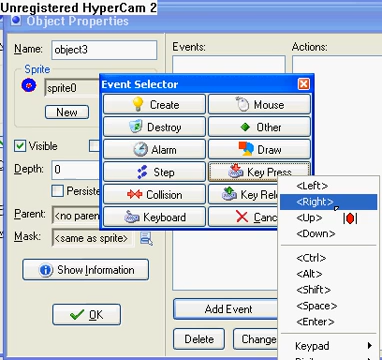 Unregistered HyperCam 2
Object Properties
Name: object3
Events:
Actions:
Sprite
sprite0
New
Visible
Depth: 0
Persiste
Parent: <no paren
Mask: <same as sprite>
Show Information
OK
Event Selector
Create
Mouse
Destroy
Other
Alarm
Draw
Step
Key Press
Collision
Key Rele
Keyboard
Canc
<Left>
<Right>
<Up>
<Down>
<Ctrl>
<Alt>
<Shift>
<Space>
<Enter>
Keypad
Add Event
Delete
Change